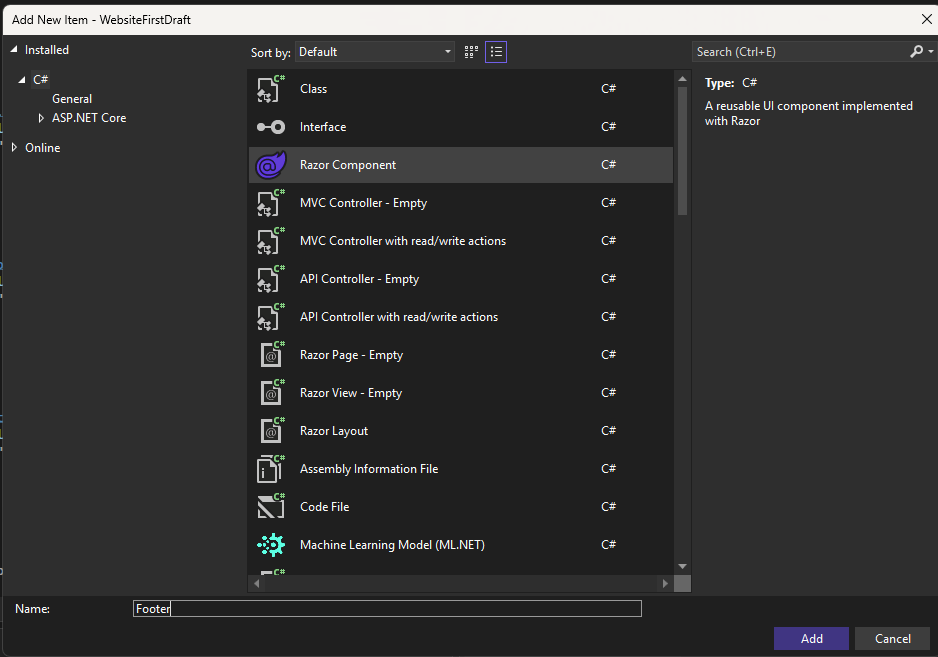 Add New Item - WebsiteFirstDraft
Installed
C#
General
ASP.NET Core
Online
Sort by: Default
Search (Ctrl+E)
Class C#
Interface C#
Razor Component C#
MVC Controller - Empty C#
MVC Controller with read/write actions C#
API Controller - Empty C#
API Controller with read/write actions C#
Razor Page - Empty C#
Razor View - Empty C#
Razor Layout C#
Assembly Information File C#
Code File C#
Machine Learning Model (ML.NET) C#
Type: C#
A reusable UI component implemented
with Razor
Name: Footer
Add Cancel